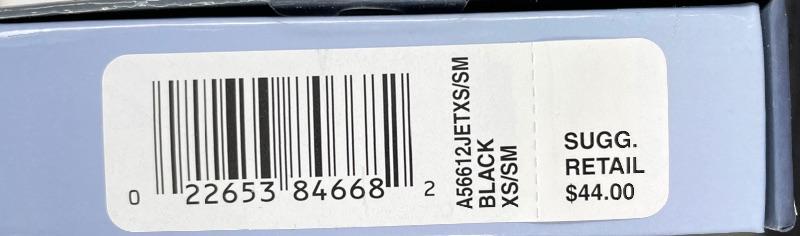 0 22653 84668 2
A56612JETXS/SM
BLACK
XS/SM
SUGG.
RETAIL
$44.00